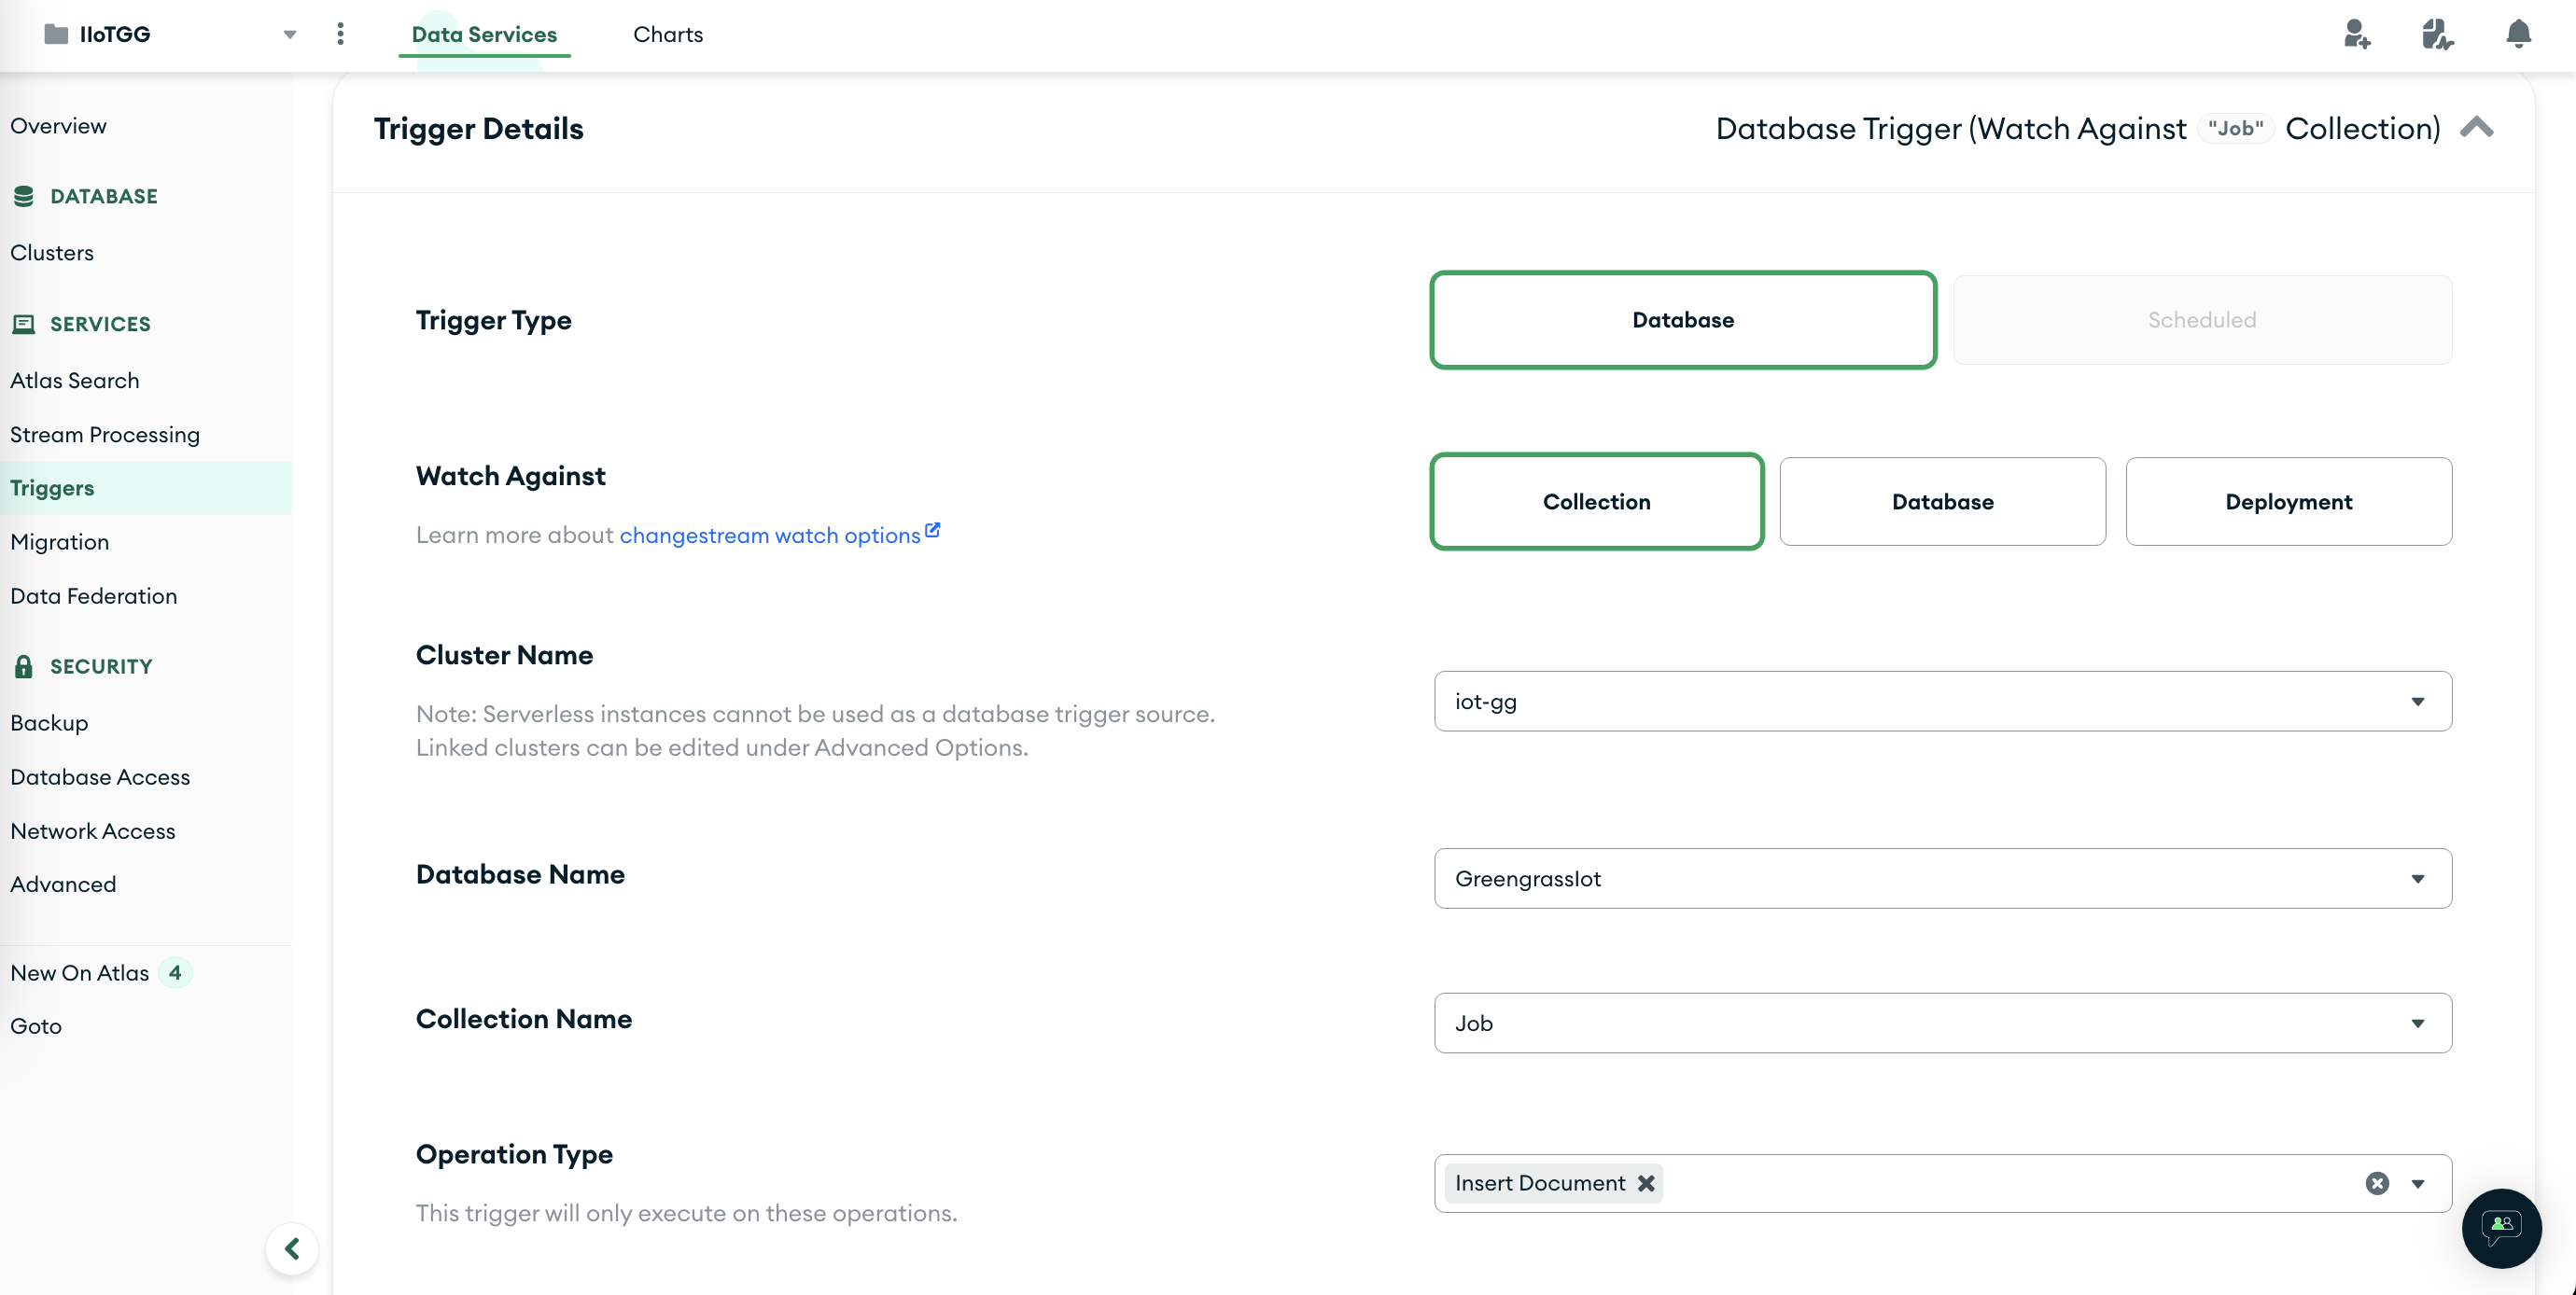 IIoTGG
Data Services
Charts
Overview
DATABASE
Clusters
SERVICES
Atlas Search
Stream Processing
Triggers
Migration
Data Federation
SECURITY
Backup
Database Access
Network Access
Advanced
New On Atlas 4
Goto
Trigger Details
Database Trigger (Watch Against "Job" Collection)
Trigger Type
Database
Scheduled
Watch Against
Learn more about changestream watch options
Collection
Database
Deployment
Cluster Name
Note: Serverless instances cannot be used as a database trigger source.
Linked clusters can be edited under Advanced Options.
iot-gg
Database Name
GreengrassIot
Collection Name
Job
Operation Type
This trigger will only execute on these operations.
Insert Document